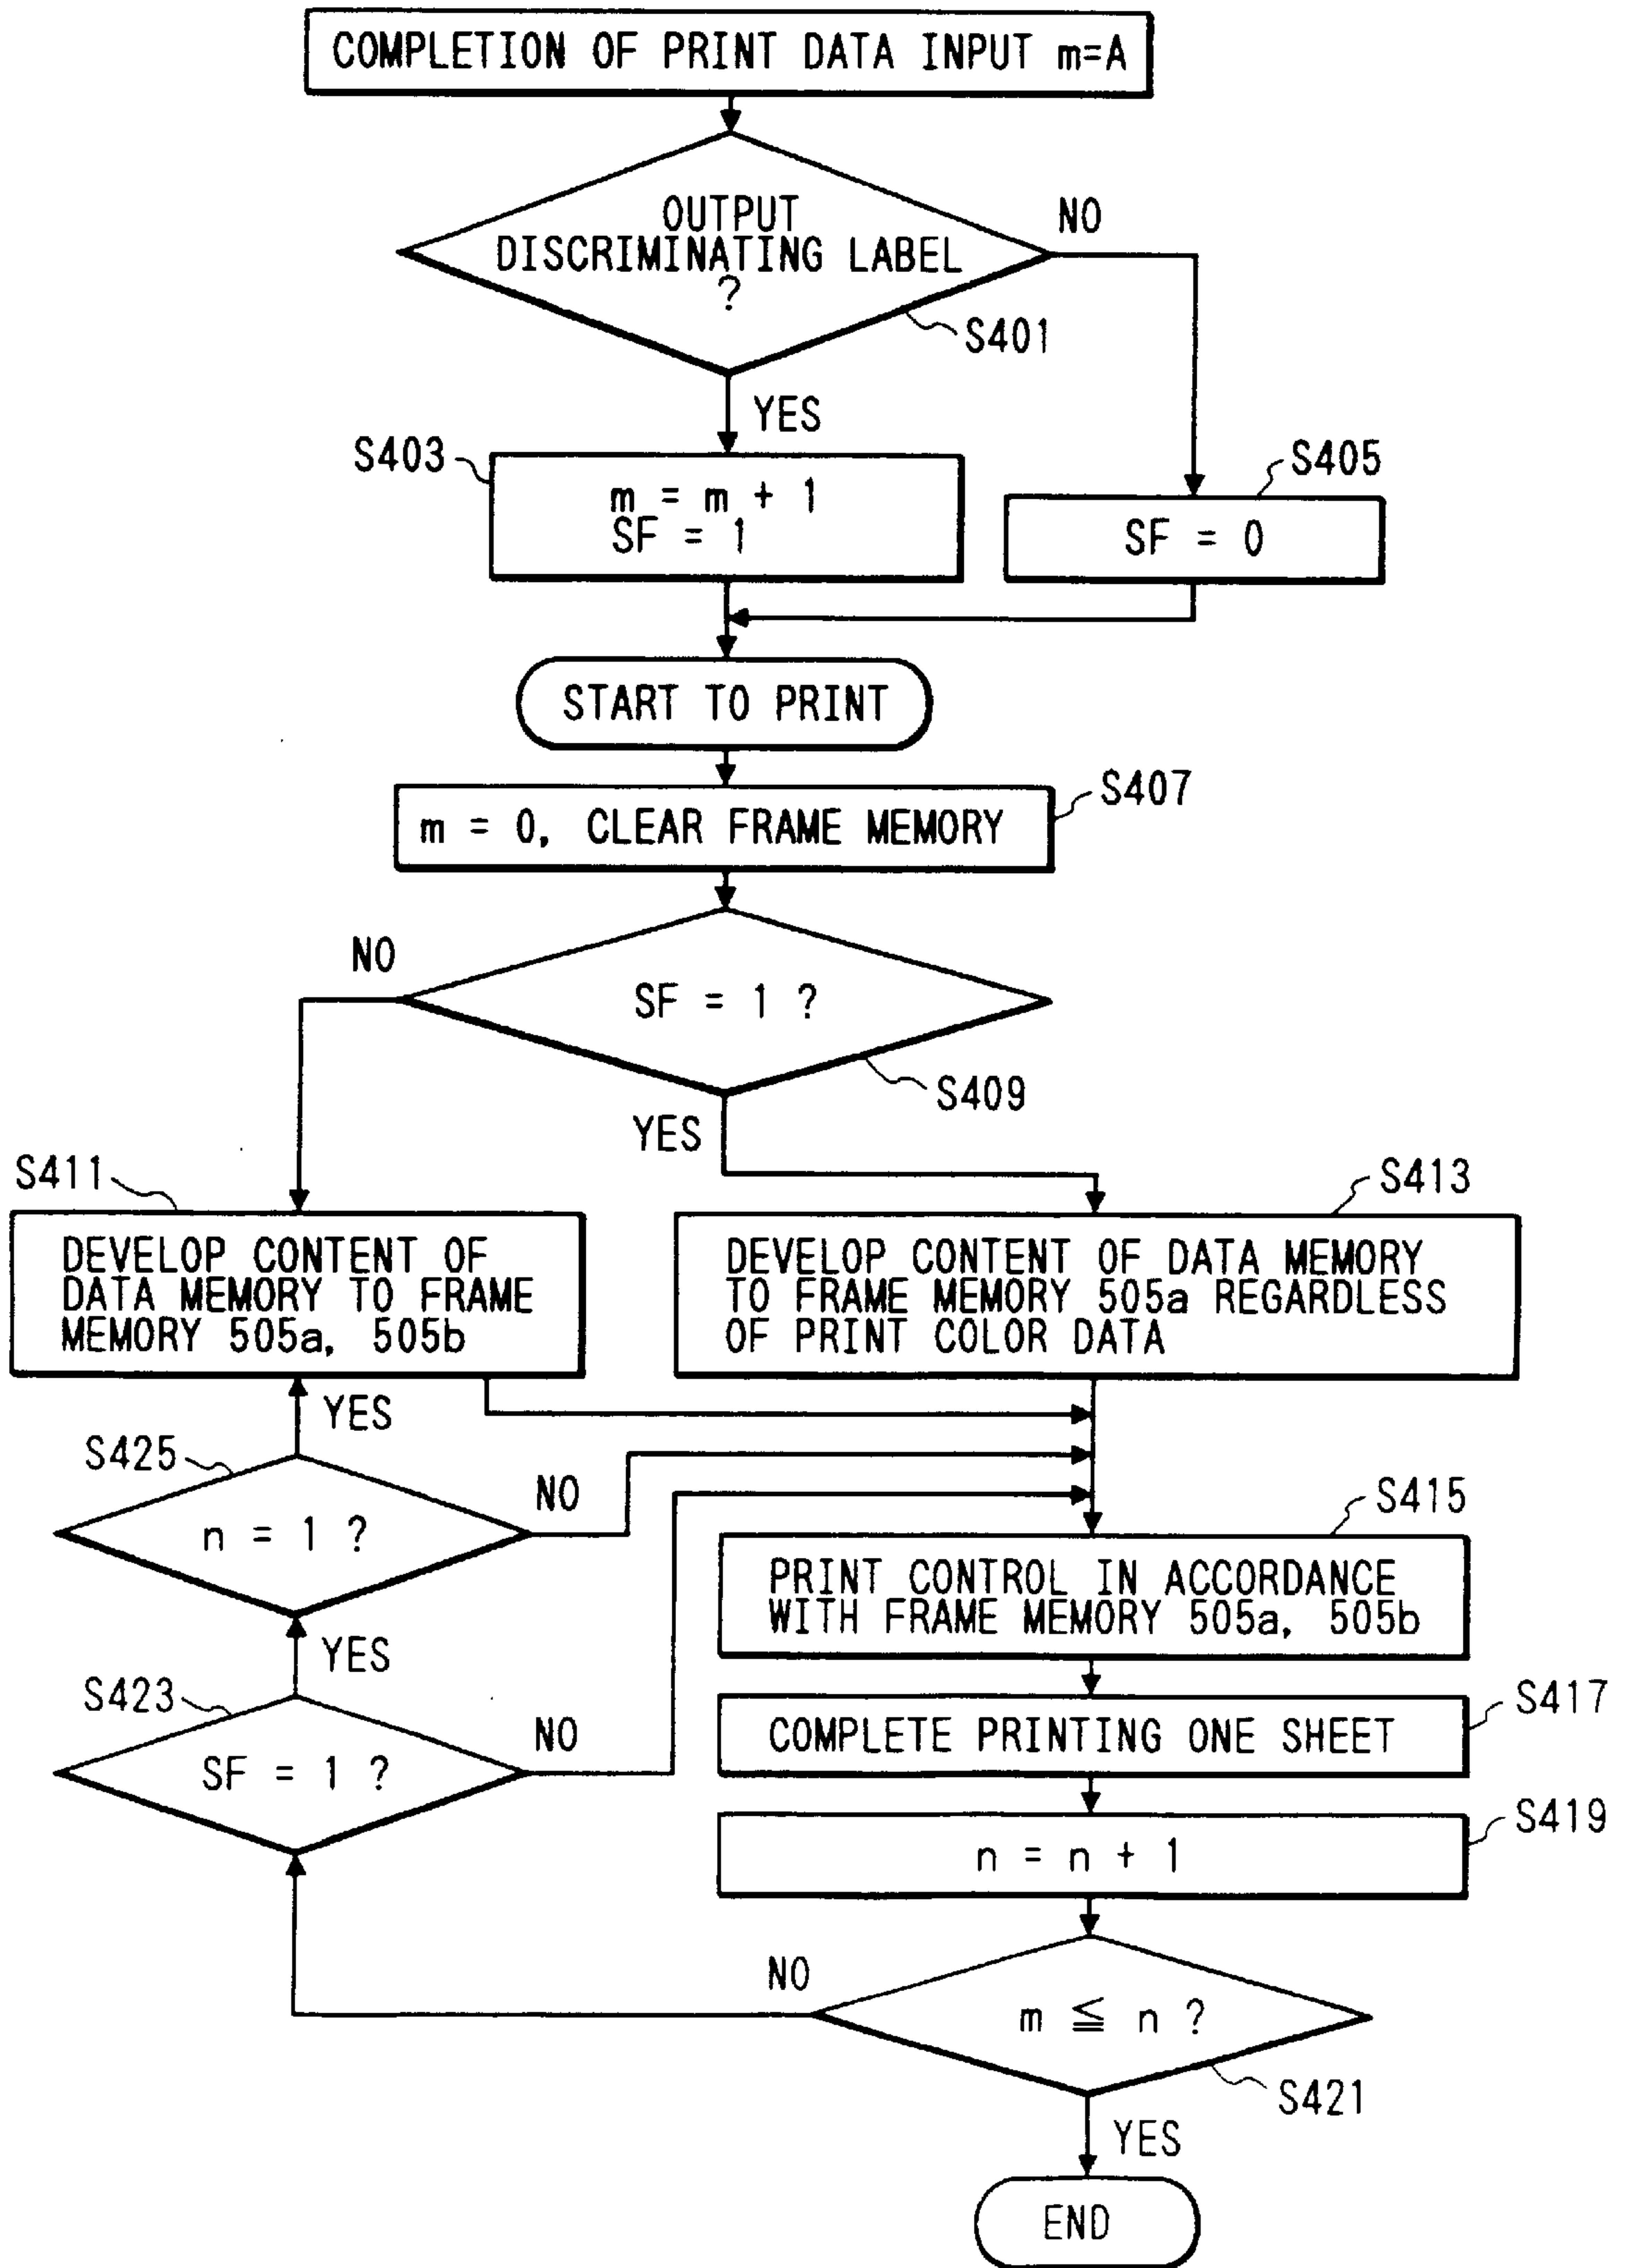 COMPLETION OF PRINT DATA INPUT m=A
OUTPUT
DISCRIMINATING LABEL
?
NO
S401
YES
S403
m = m + 1
SF = 1
S405
SF = 0
START TO PRINT
S407
m = 0, CLEAR FRAME MEMORY
NO
SF = 1 ?
S409
YES
S411
DEVELOP CONTENT OF
DATA MEMORY TO FRAME
MEMORY 505a, 505b
S413
DEVELOP CONTENT OF DATA MEMORY
TO FRAME MEMORY 505a REGARDLESS
OF PRINT COLOR DATA
YES
S425
n = 1 ?
NO
S415
PRINT CONTROL IN ACCORDANCE
WITH FRAME MEMORY 505a, 505b
YES
S423
SF = 1 ?
NO
S417
COMPLETE PRINTING ONE SHEET
S419
n = n + 1
NO
m ≦ n ?
S421
YES
END